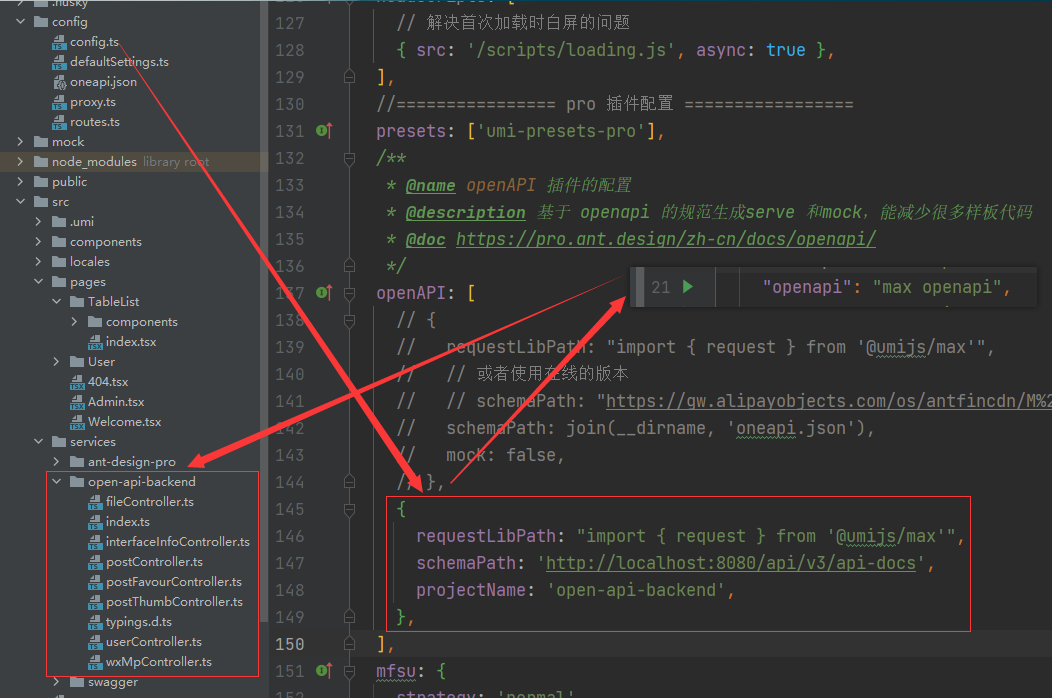 .husky
config
config.ts
defaultSettings.ts
oneapi.json
proxy.ts
routes.ts
mock
node_modules library root
public
src
.umi
components
locales
pages
TableList
components
index.tsx
User
404.tsx
Admin.tsx
Welcome.tsx
services
ant-design-pro
open-api-backend
fileController.ts
index.ts
interfaceInfoController.ts
postController.ts
postFavourController.ts
postThumbController.ts
typings.d.ts
userController.ts
wxMpController.ts
swagger
127 // 解决首次加载时白屏的问题
128 { src: '/scripts/loading.js', async: true },
129 ],
130 //================ pro 插件配置 =================
131 presets: ['umi-presets-pro'],
132 /**
133 * @name openAPI 插件的配置
134 * @description 基于 openapi 的规范生成serve 和mock，能减少很多样板代码
135 * @doc https://pro.ant.design/zh-cn/docs/openapi/
136 */
137 openAPI: [
21 "openapi": "max openapi",
138 // {
139 // requestLibPath: "import { request } from '@umijs/max'",
140 // // 或者使用在线的版本
141 // // schemaPath: "https://gw.alipayobjects.com/os/antfincdn/M%2
142 // schemaPath: join(__dirname, 'oneapi.json'),
143 // mock: false,
144 // },
145 {
146 requestLibPath: "import { request } from '@umijs/max'",
147 schemaPath: 'http://localhost:8080/api/v3/api-docs',
148 projectName: 'open-api-backend',
149 },
150 ],
151 mfsu: {
152 strategy: 'normal'